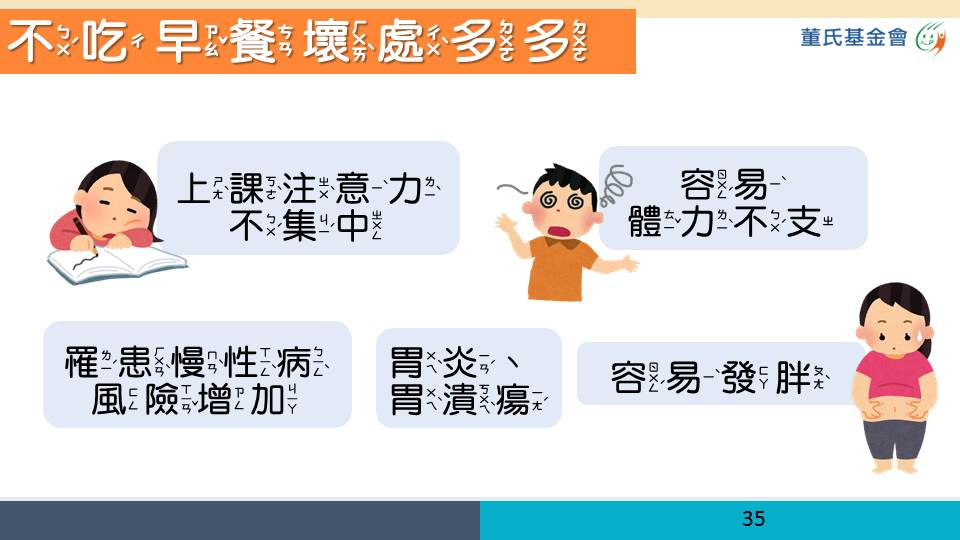 不吃早餐壞處多多
董氏基金會
上課注意力
不集中
容易
體力不支
罹患慢性病
風險增加
胃炎、
胃潰瘍
容易發胖
35